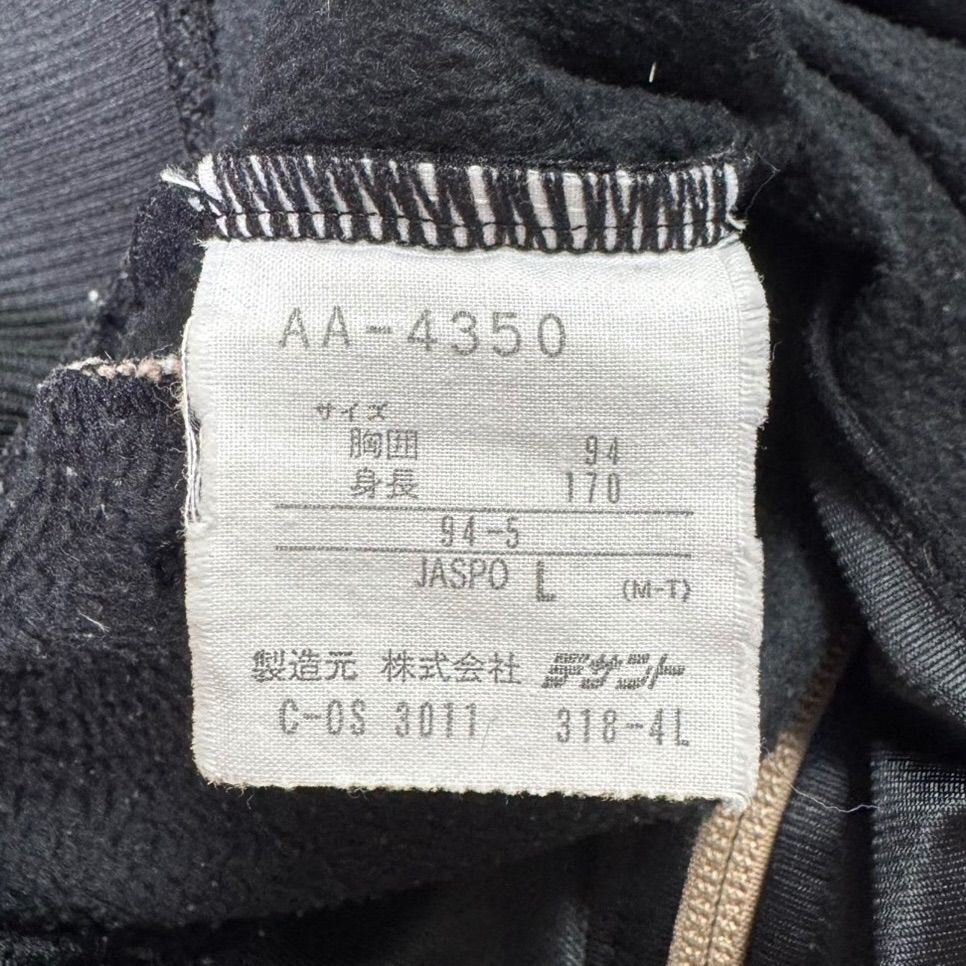 AA-4350
サイズ
胸囲 94
身長 170
94-5
JASPO L (M-T)
製造元 株式会社 デサント
C-OS 3011/ 318-4L